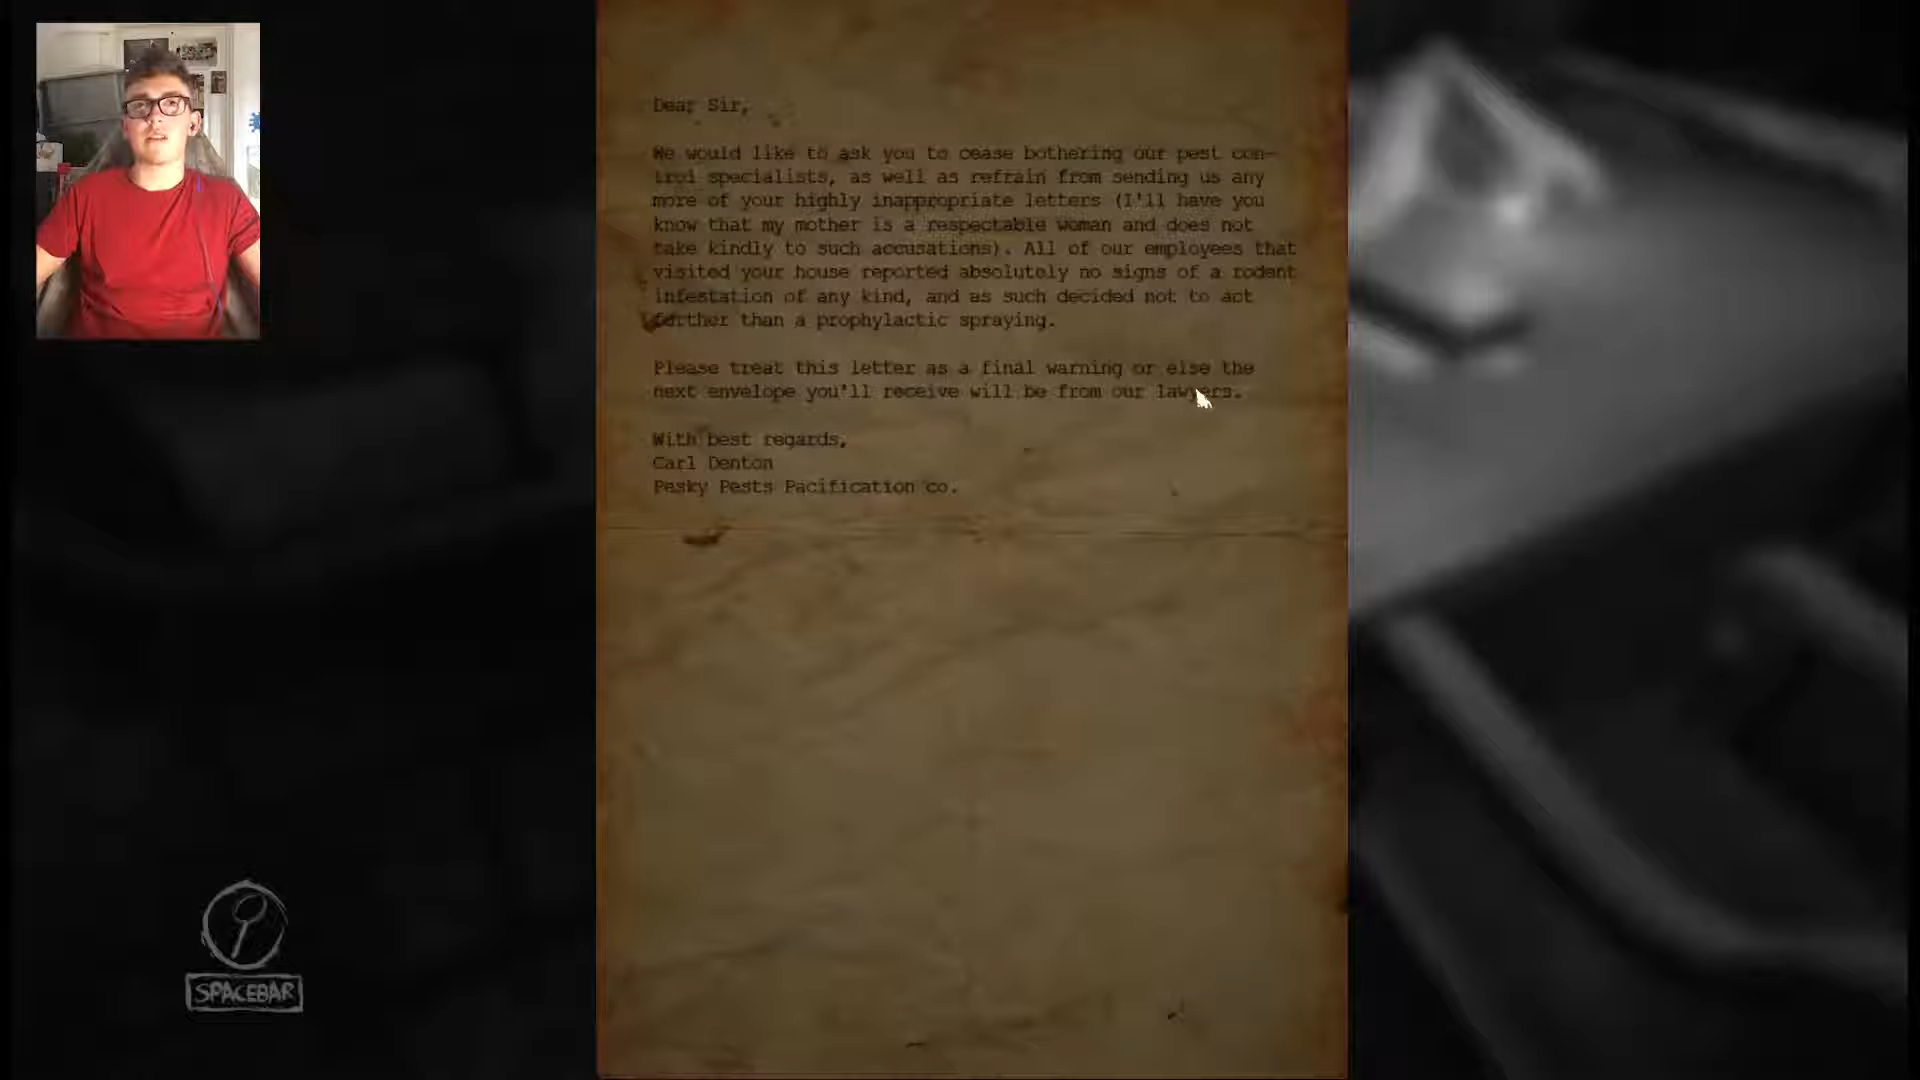 Dear Sir,
We would like to ask you to cease bothering our pest con-
trol specialists, as well as refrain from sending us any
more of your highly inappropriate letters (I'll have you
know that my mother is a respectable woman and does not
take kindly to such accusations). All of our employees that
visited your house reported absolutely no signs of a rodent
infestation of any kind, and as such decided not to act
further than a prophylactic spraying.
Please treat this letter as a final warning or else the
next envelope you'll receive will be from our lawyers.
With best regards,
Carl Denton
Pesky Pests Pacification co.
SPACEBAR